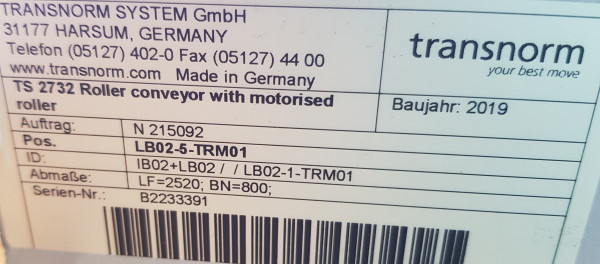 TRANSNORM SYSTEM GmbH
31177 HARSUM, GERMANY
Telefon (05127) 402-0 Fax (05127) 44 00
www.transnorm.com Made in Germany
transnorm
your best move
TS 2732 Roller conveyor with motorised
roller
Baujahr: 2019
Auftrag: N 215092
Pos. LB02-5-TRM01
ID: IB02+LB02 / / LB02-1-TRM01
Abmaße: LF=2520; BN=800;
Serien-Nr.: B2233391